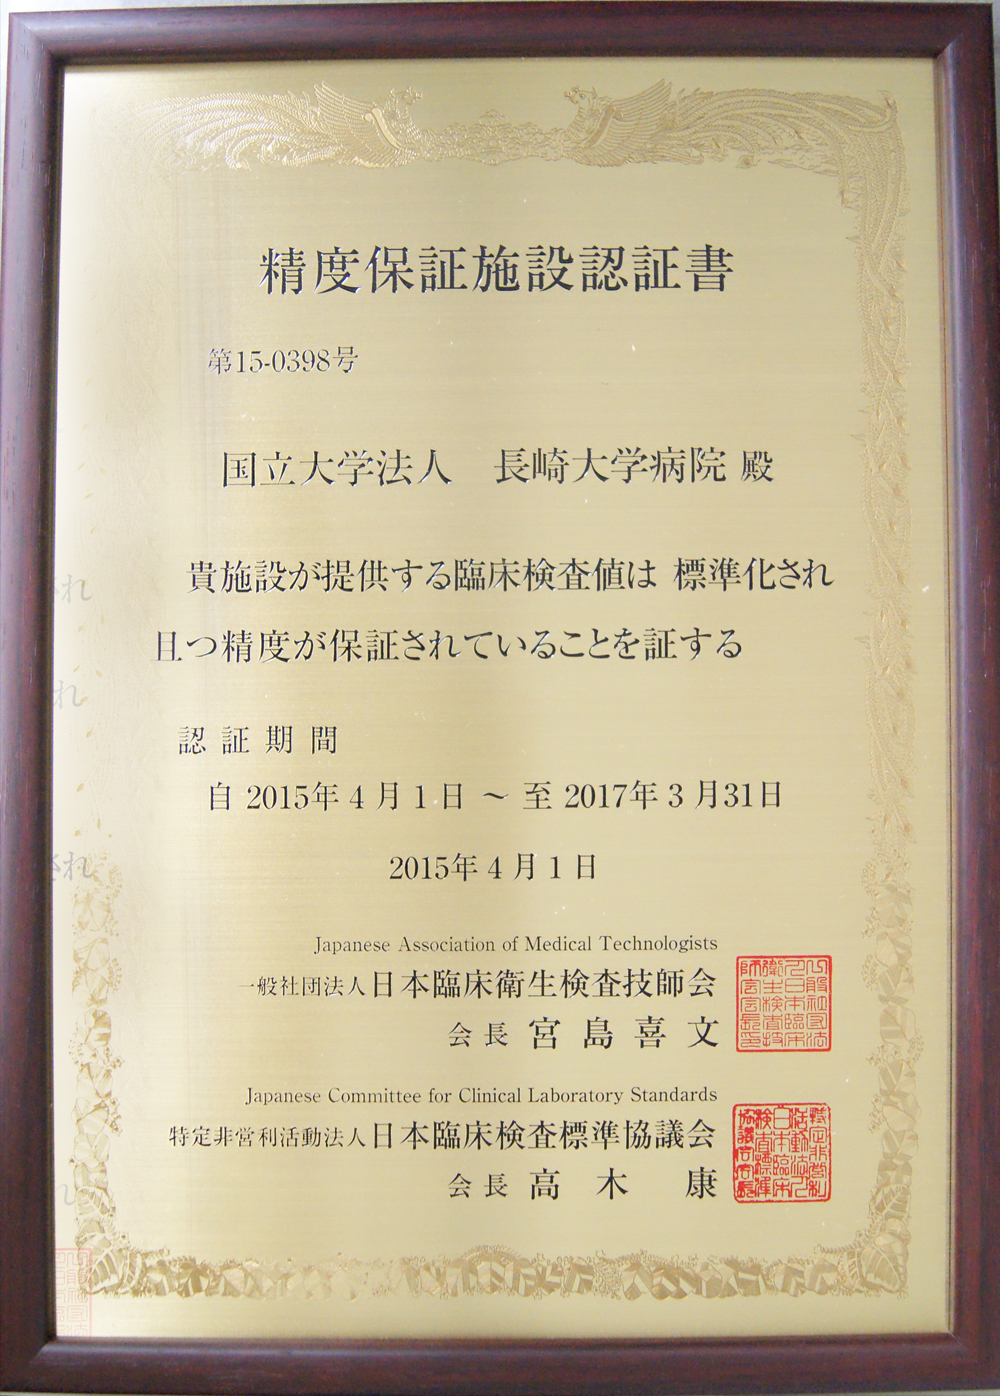 精度保証施設認証書
第15-0398号
国立大学法人 長崎大学病院 殿
貴施設が提供する臨床検査値は 標準化され
且つ精度が保証されていることを証する
認証期間
自 2015年4月1日 ～ 至 2017年3月31日
2015年4月1日
Japanese Association of Medical Technologists
一般社団法人日本臨床衛生検査技師会
会長 宮島喜文
Japanese Committee for Clinical Laboratory Standards
特定非営利活動法人日本臨床検査標準協議会
会長 高木 康